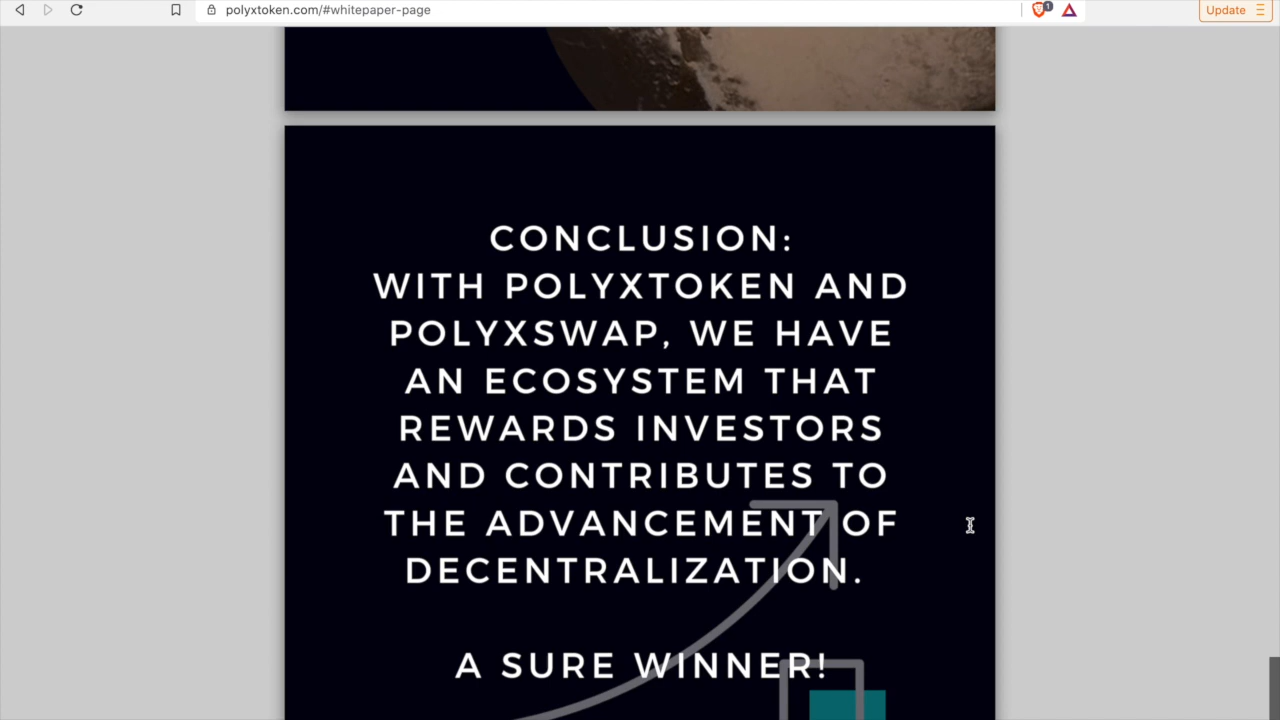 polyxtoken.com/#whitepaper-page
1
Update
CONCLUSION:
WITH POLYXTOKEN AND
POLYXSWAP, WE HAVE
AN ECOSYSTEM THAT
REWARDS INVESTORS
AND CONTRIBUTES TO
THE ADVANCEMENT OF
DECENTRALIZATION.
A SURE WINNER!